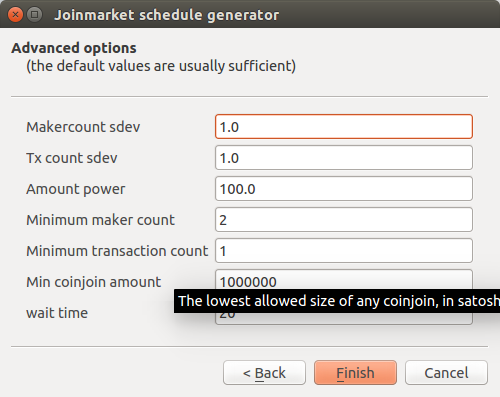 Joinmarket schedule generator
Advanced options
(the default values are usually sufficient)
Makercount sdev 1.0
Tx count sdev 1.0
Amount power 100.0
Minimum maker count 2
Minimum transaction count 1
Min coinjoin amount 1000000
The lowest allowed size of any coinjoin, in satosh
wait time 20
< Back Finish Cancel